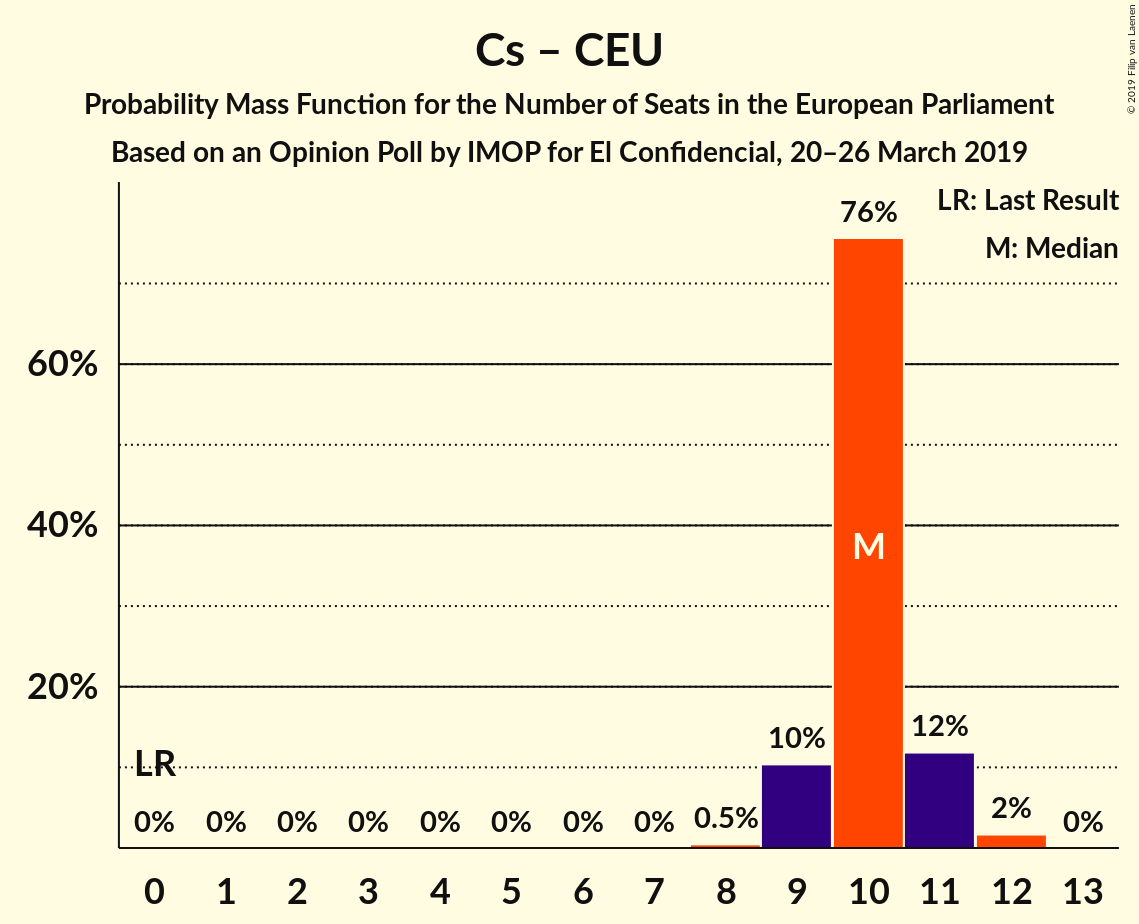 Cs – CEU
Probability Mass Function for the Number of Seats in the European Parliament
Based on an Opinion Poll by IMOP for El Confidencial, 20–26 March 2019
© 2019 Filip van Laenen
LR: Last Result
M: Median
76%
60%
40%
M
20%
12%
10%
LR
2%
0% 0% 0% 0% 0% 0% 0% 0% 0.5% 0%
0 1 2 3 4 5 6 7 8 9 10 11 12 13